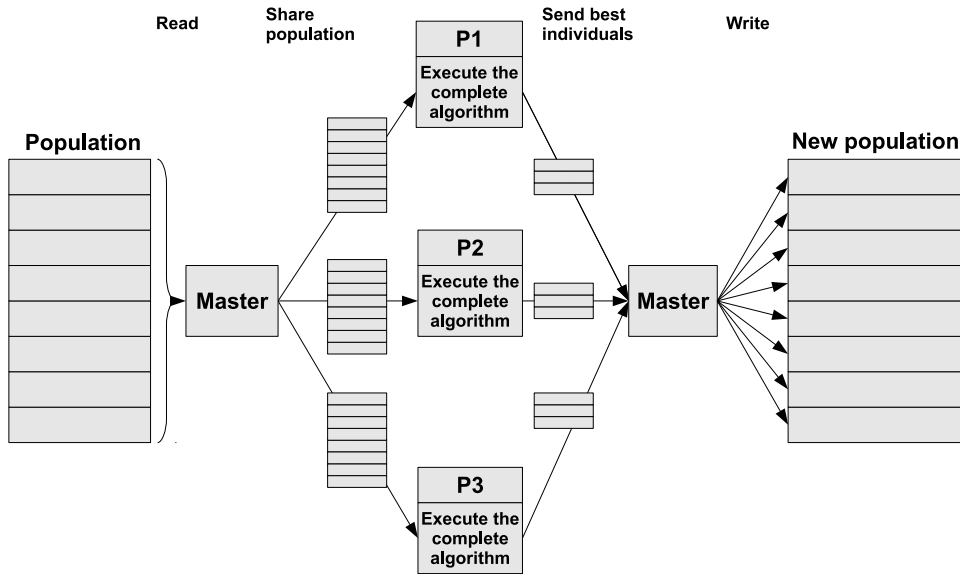 Read
Share
population
Send best
individuals
Write
P1
Execute the
complete
algorithm
Population
New population
Master
P2
Execute the
complete
algorithm
Master
P3
Execute the
complete
algorithm